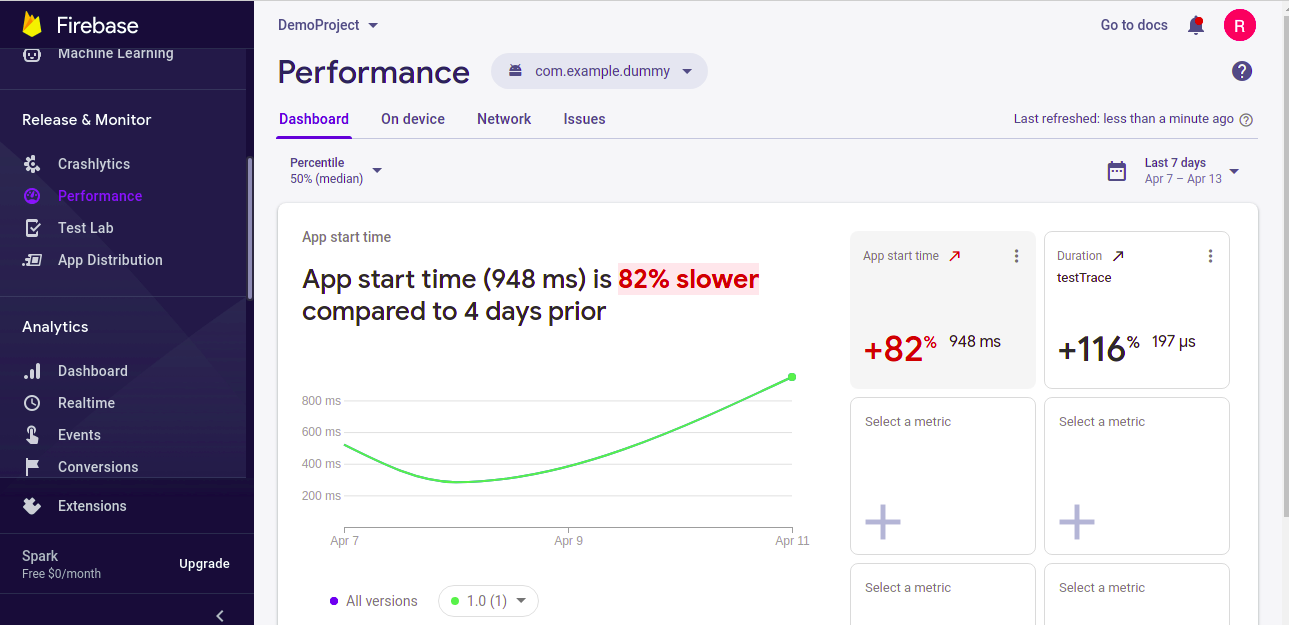 Firebase
Machine Learning
Release & Monitor
Crashlytics
Performance
Test Lab
App Distribution
Analytics
Dashboard
Realtime
Events
Conversions
Extensions
Spark
Free $0/month
Upgrade
DemoProject
Go to docs
R
Performance
com.example.dummy
?
Dashboard On device Network Issues
Last refreshed: less than a minute ago ?
Percentile
50% (median)
Last 7 days
Apr 7 – Apr 13
App start time
App start time (948 ms) is 82% slower
compared to 4 days prior
800 ms
600 ms
400 ms
200 ms
Apr 7 Apr 9 Apr 11
All versions 1.0 (1)
App start time
+82% 948 ms
Duration
testTrace
+116% 197 µs
Select a metric
Select a metric
Select a metric
Select a metric